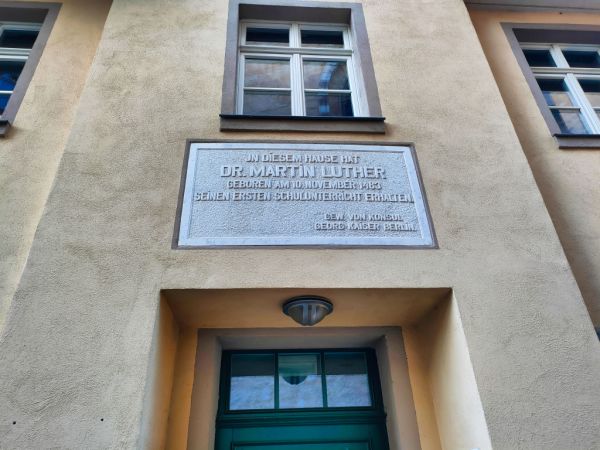 JN DIESEM HAUSE HAT
DR. MARTIN LUTHER
GEBOREN AM 10. NOVEMBER 1483
SEINEN ERSTEN SCHULUNTERRICHT ERHALTEN.
GEW. VON KONSUL
GEORG KAISER BERLIN.